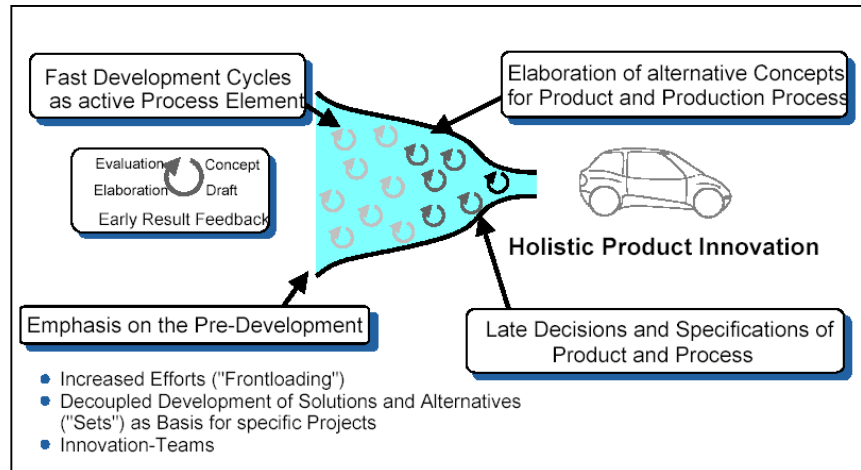 Fast Development Cycles
as active Process Element
Elaboration of alternative Concepts
for Product and Production Process
Evaluation
Concept
Elaboration
Draft
Early Result Feedback
Holistic Product Innovation
Emphasis on the Pre-Development
Late Decisions and Specifications of
Product and Process
Increased Efforts ("Frontloading")
Decoupled Development of Solutions and Alternatives
("Sets") as Basis for specific Projects
Innovation-Teams